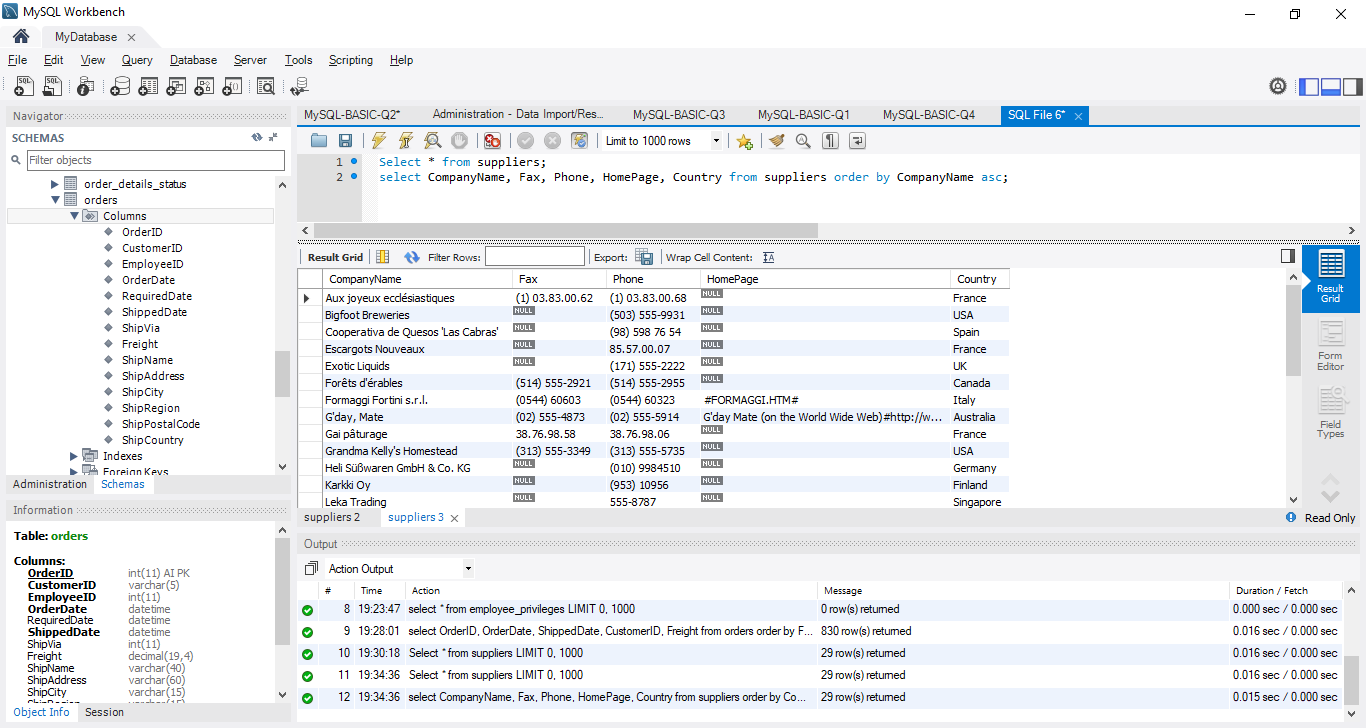 MySQL Workbench
MyDatabase
File Edit View Query Database Server Tools Scripting Help
Navigator
SCHEMAS
Filter objects
order_details_status
orders
Columns
OrderID
CustomerID
EmployeeID
OrderDate
RequiredDate
ShippedDate
ShipVia
Freight
ShipName
ShipAddress
ShipCity
ShipRegion
ShipPostalCode
ShipCountry
Indexes
Foreign Keys
Administration Schemas
Information
Table: orders
Columns:
OrderID int(11) AI PK
CustomerID varchar(5)
EmployeeID int(11)
OrderDate datetime
RequiredDate datetime
ShippedDate datetime
ShipVia int(11)
Freight decimal(19,4)
ShipName varchar(40)
ShipAddress varchar(60)
ShipCity varchar(15)
ShipRegion varchar(15)
Object Info Session
MySQL-BASIC-Q2* Administration - Data Import/Res... MySQL-BASIC-Q3 MySQL-BASIC-Q1 MySQL-BASIC-Q4 SQL File 6*
Limit to 1000 rows
1 Select * from suppliers;
2 select CompanyName, Fax, Phone, HomePage, Country from suppliers order by CompanyName asc;
Result Grid Filter Rows: Export: Wrap Cell Content:
CompanyName Fax Phone HomePage Country
Aux joyeux ecclésiastiques (1) 03.83.00.62 (1) 03.83.00.68 NULL France
Bigfoot Breweries NULL (503) 555-9931 NULL USA
Cooperativa de Quesos 'Las Cabras' NULL (98) 598 76 54 NULL Spain
Escargots Nouveaux NULL 85.57.00.07 NULL France
Exotic Liquids NULL (171) 555-2222 NULL UK
Forêts d'érables (514) 555-2921 (514) 555-2955 NULL Canada
Formaggi Fortini s.r.l. (0544) 60603 (0544) 60323 #FORMAGGI.HTM# Italy
G'day, Mate (02) 555-4873 (02) 555-5914 G'day Mate (on the World Wide Web)#http://w... Australia
Gai pâturage 38.76.98.58 38.76.98.06 NULL France
Grandma Kelly's Homestead (313) 555-3349 (313) 555-5735 NULL USA
Heli Süßwaren GmbH & Co. KG NULL (010) 9984510 NULL Germany
Karkki Oy NULL (953) 10956 NULL Finland
Leka Trading NULL 555-8787 NULL Singapore
Result Grid
Form Editor
Field Types
suppliers 2 suppliers 3 Read Only
Output
Action Output
# Time Action Message Duration / Fetch
8 19:23:47 select * from employee_privileges LIMIT 0, 1000 0 row(s) returned 0.000 sec / 0.000 sec
9 19:28:01 select OrderID, OrderDate, ShippedDate, CustomerID, Freight from orders order by F... 830 row(s) returned 0.016 sec / 0.000 sec
10 19:30:18 Select * from suppliers LIMIT 0, 1000 29 row(s) returned 0.016 sec / 0.000 sec
11 19:34:36 Select * from suppliers LIMIT 0, 1000 29 row(s) returned 0.016 sec / 0.000 sec
12 19:34:36 select CompanyName, Fax, Phone, HomePage, Country from suppliers order by Co... 29 row(s) returned 0.015 sec / 0.000 sec